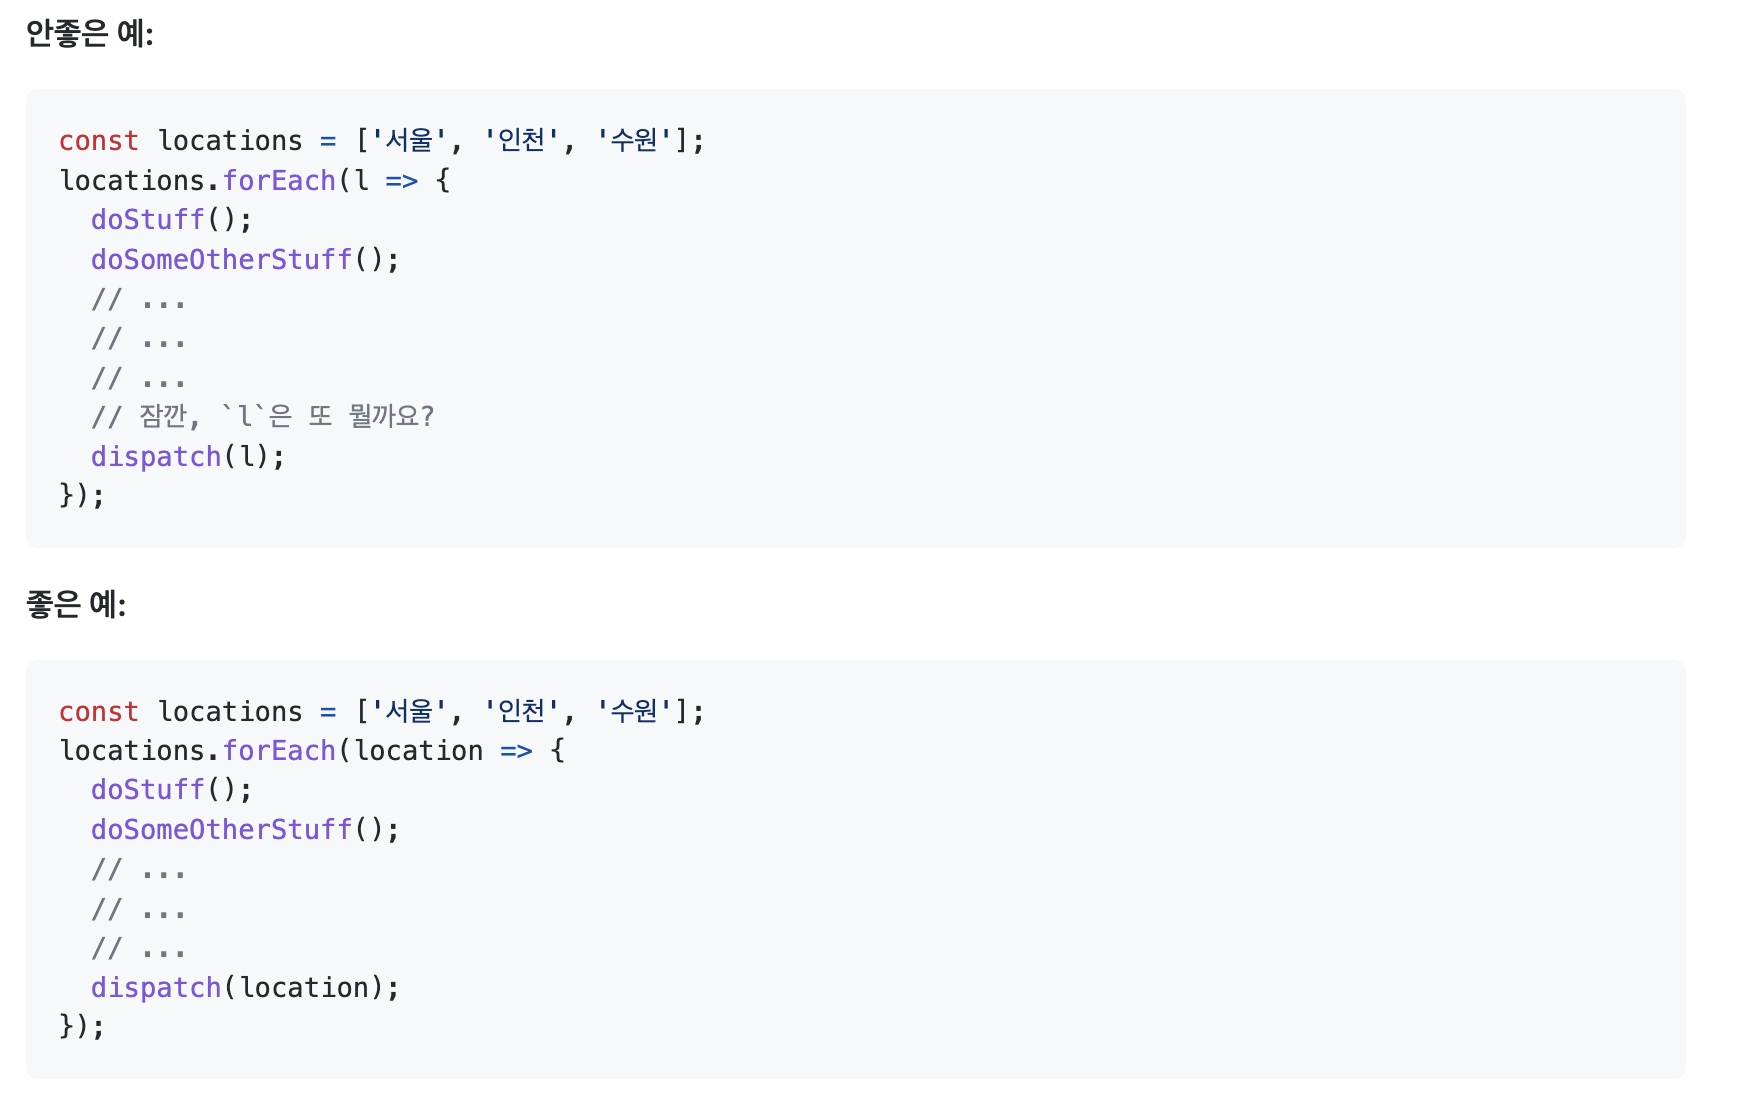 안좋은 예:
const locations = ['서울', '인천', '수원'];
locations.forEach(l => {
  doStuff();
  doSomeOtherStuff();
  // ...
  // ...
  // ...
  // 잠깐, `l`은 또 뭘까요?
  dispatch(l);
});
좋은 예:
const locations = ['서울', '인천', '수원'];
locations.forEach(location => {
  doStuff();
  doSomeOtherStuff();
  // ...
  // ...
  // ...
  dispatch(location);
});